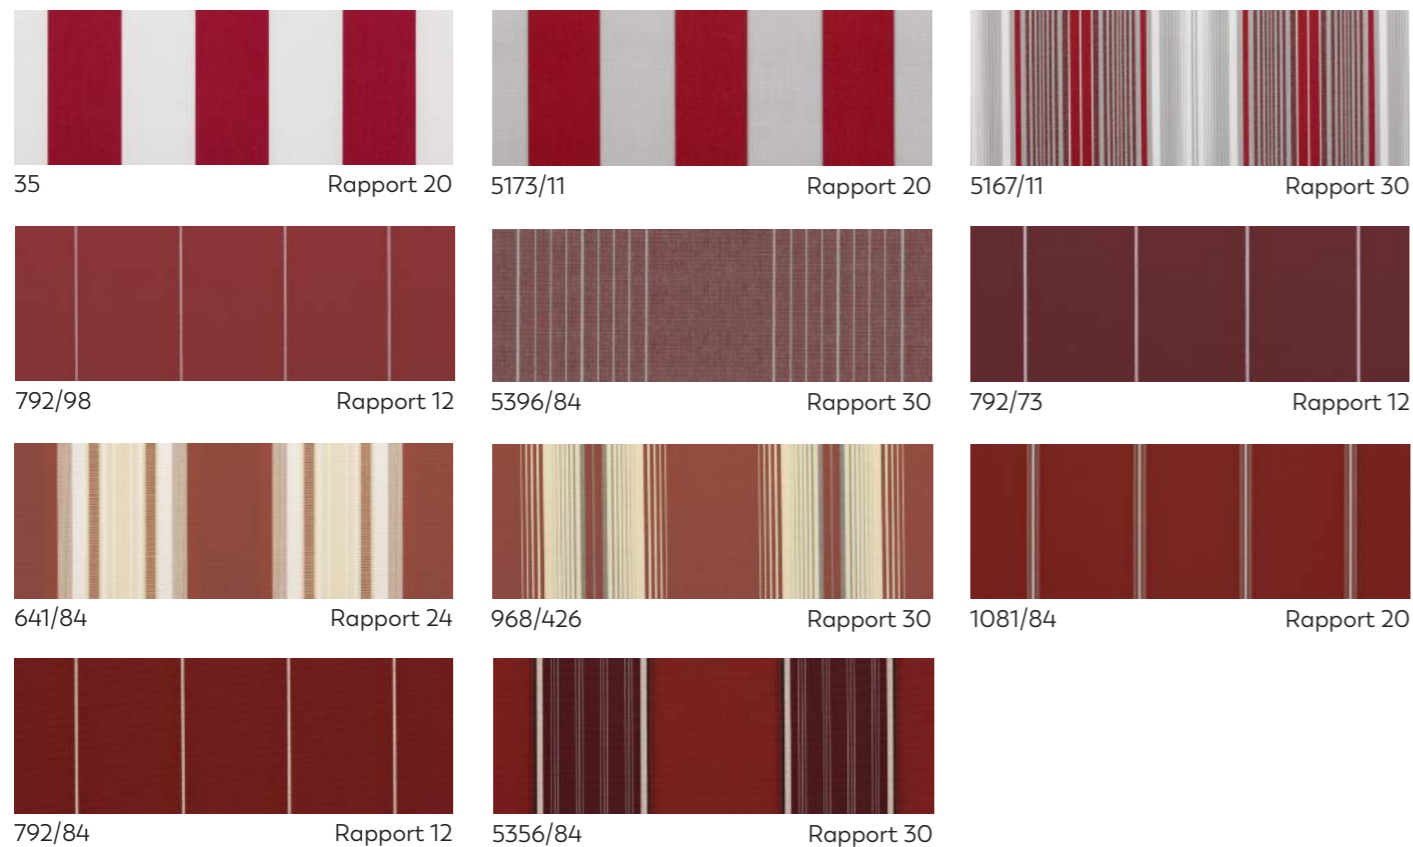 35 Rapport 20
5173/11 Rapport 20
5167/11 Rapport 30
792/98 Rapport 12
5396/84 Rapport 30
792/73 Rapport 12
641/84 Rapport 24
968/426 Rapport 30
1081/84 Rapport 20
792/84 Rapport 12
5356/84 Rapport 30